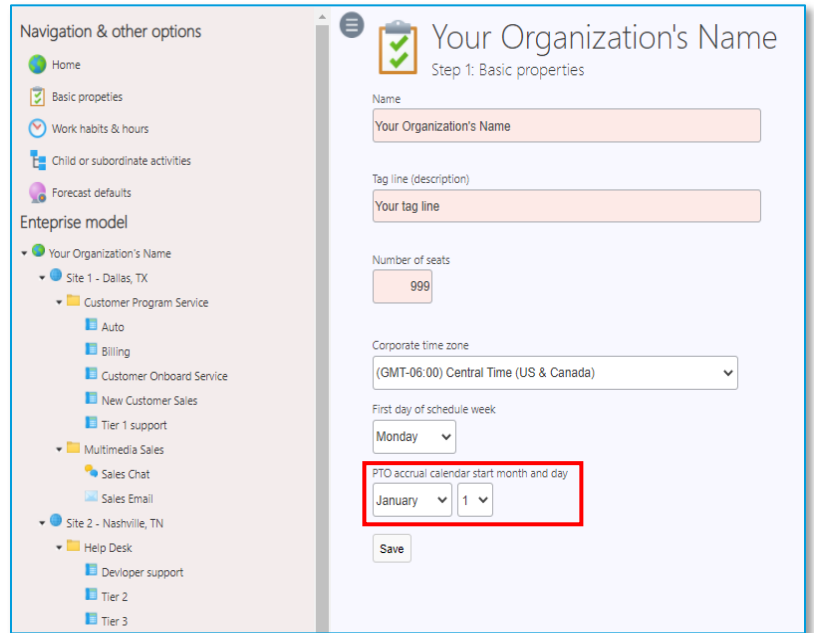 Navigation & other options
Home
Basic propeties
Work habits & hours
Child or subordinate activities
Forecast defaults
Enteprise model
Your Organization's Name
Site 1 - Dallas, TX
Customer Program Service
Auto
Billing
Customer Onboard Service
New Customer Sales
Tier 1 support
Multimedia Sales
Sales Chat
Sales Email
Site 2 - Nashville, TN
Help Desk
Devloper support
Tier 2
Tier 3
Your Organization's Name
Step 1: Basic properties
Name
Your Organization's Name
Tag line (description)
Your tag line
Number of seats
999
Corporate time zone
(GMT-06:00) Central Time (US & Canada)
First day of schedule week
Monday
PTO accrual calendar start month and day
January 1
Save